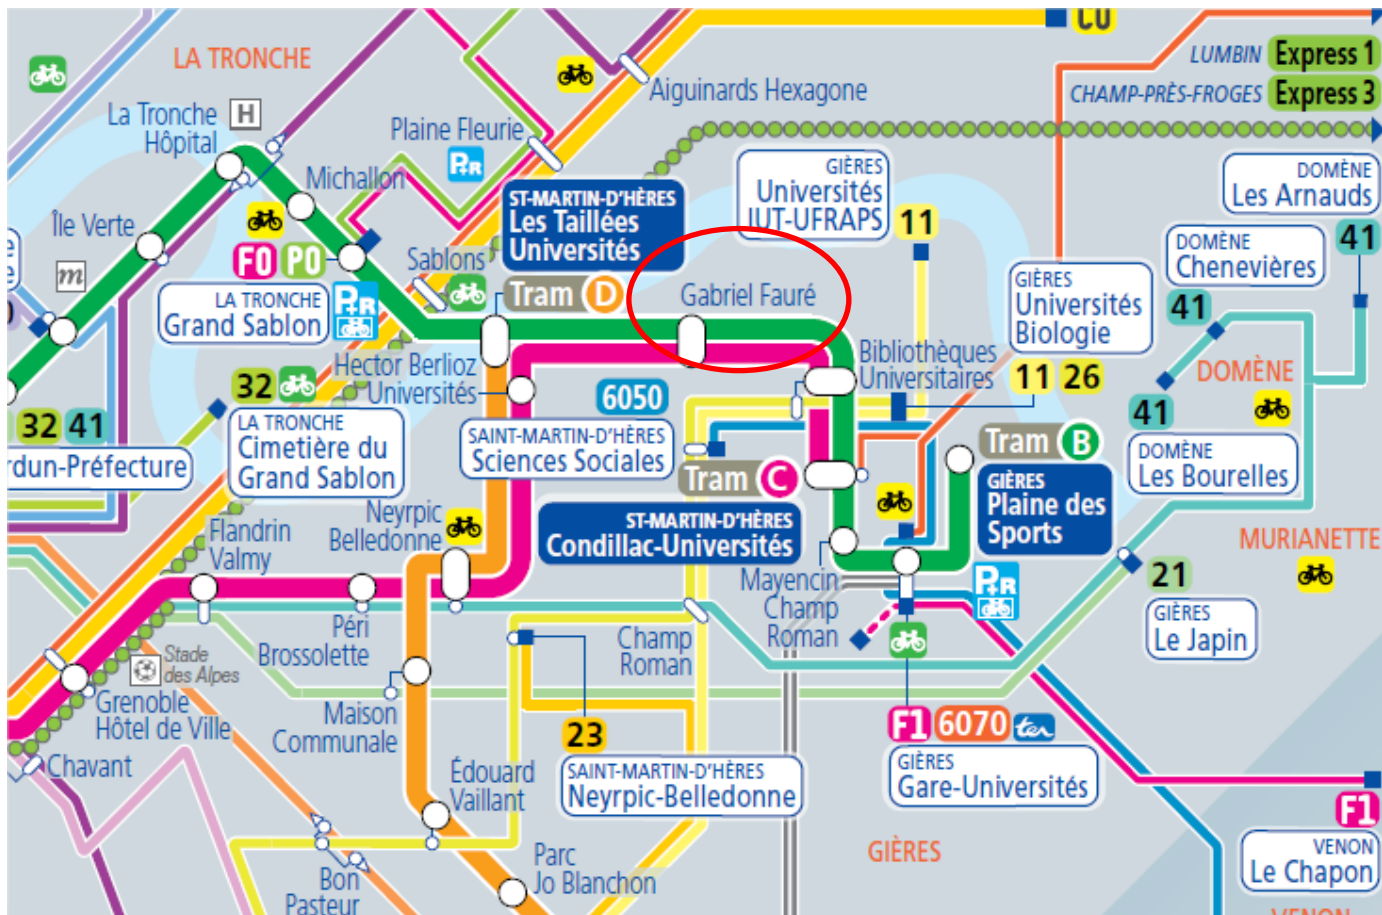 LA TRONCHE
CO
LUMBIN Express 1
CHAMP-PRÈS-FROGES Express 3
Aiguinards Hexagone
La Tronche
Hôpital
H
Plaine Fleurie
P+R
Michallon
Île Verte
m
F0 P0
LA TRONCHE
Grand Sablon
P+R
Sablons
ST-MARTIN-D'HÈRES
Les Taillées
Universités
Tram D
GIÈRES
Universités
IUT-UFRAPS
11
DOMÈNE
Les Arnauds
41
DOMÈNE
Chenevières
41
Gabriel Fauré
GIÈRES
Universités
Biologie
11 26
Bibliothèques
Universitaires
DOMÈNE
41
DOMÈNE
Les Bourelles
Hector Berlioz
Universités
32
LA TRONCHE
Cimetière du
Grand Sablon
32 41
rdun-Préfecture
6050
SAINT-MARTIN-D'HÈRES
Sciences Sociales
Tram C
ST-MARTIN-D'HÈRES
Condillac-Universités
Tram B
GIÈRES
Plaine des
Sports
P+R
Neyrpic
Belledonne
Flandrin
Valmy
MURIANETTE
21
GIÈRES
Le Japin
Mayencin
Champ
Roman
Péri
Brossolette
Champ
Roman
Stade
des Alpes
Grenoble
Hôtel de Ville
Maison
Communale
Chavant
23
SAINT-MARTIN-D'HÈRES
Neyrpic-Belledonne
F1 6070 ter
GIÈRES
Gare-Universités
Édouard
Vaillant
F1
VENON
Le Chapon
GIÈRES
Parc
Jo Blanchon
Bon
Pasteur
VENON